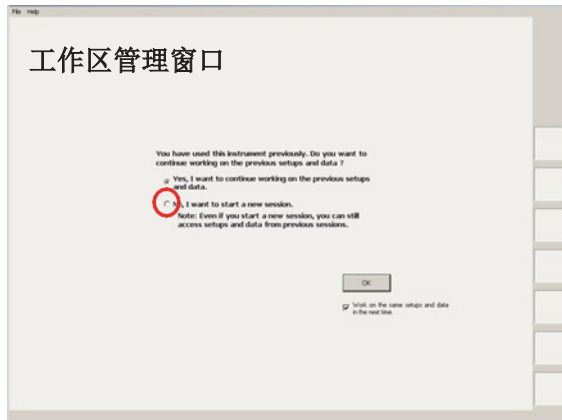 File Help
工作区管理窗口
You have used this instrument previously. Do you want to
continue working on the previous setups and data ?
Yes, I want to continue working on the previous setups
and data.
No, I want to start a new session.
Note: Even if you start a new session, you can still
access setups and data from previous sessions.
OK
Work on the same setups and data
in the next time.